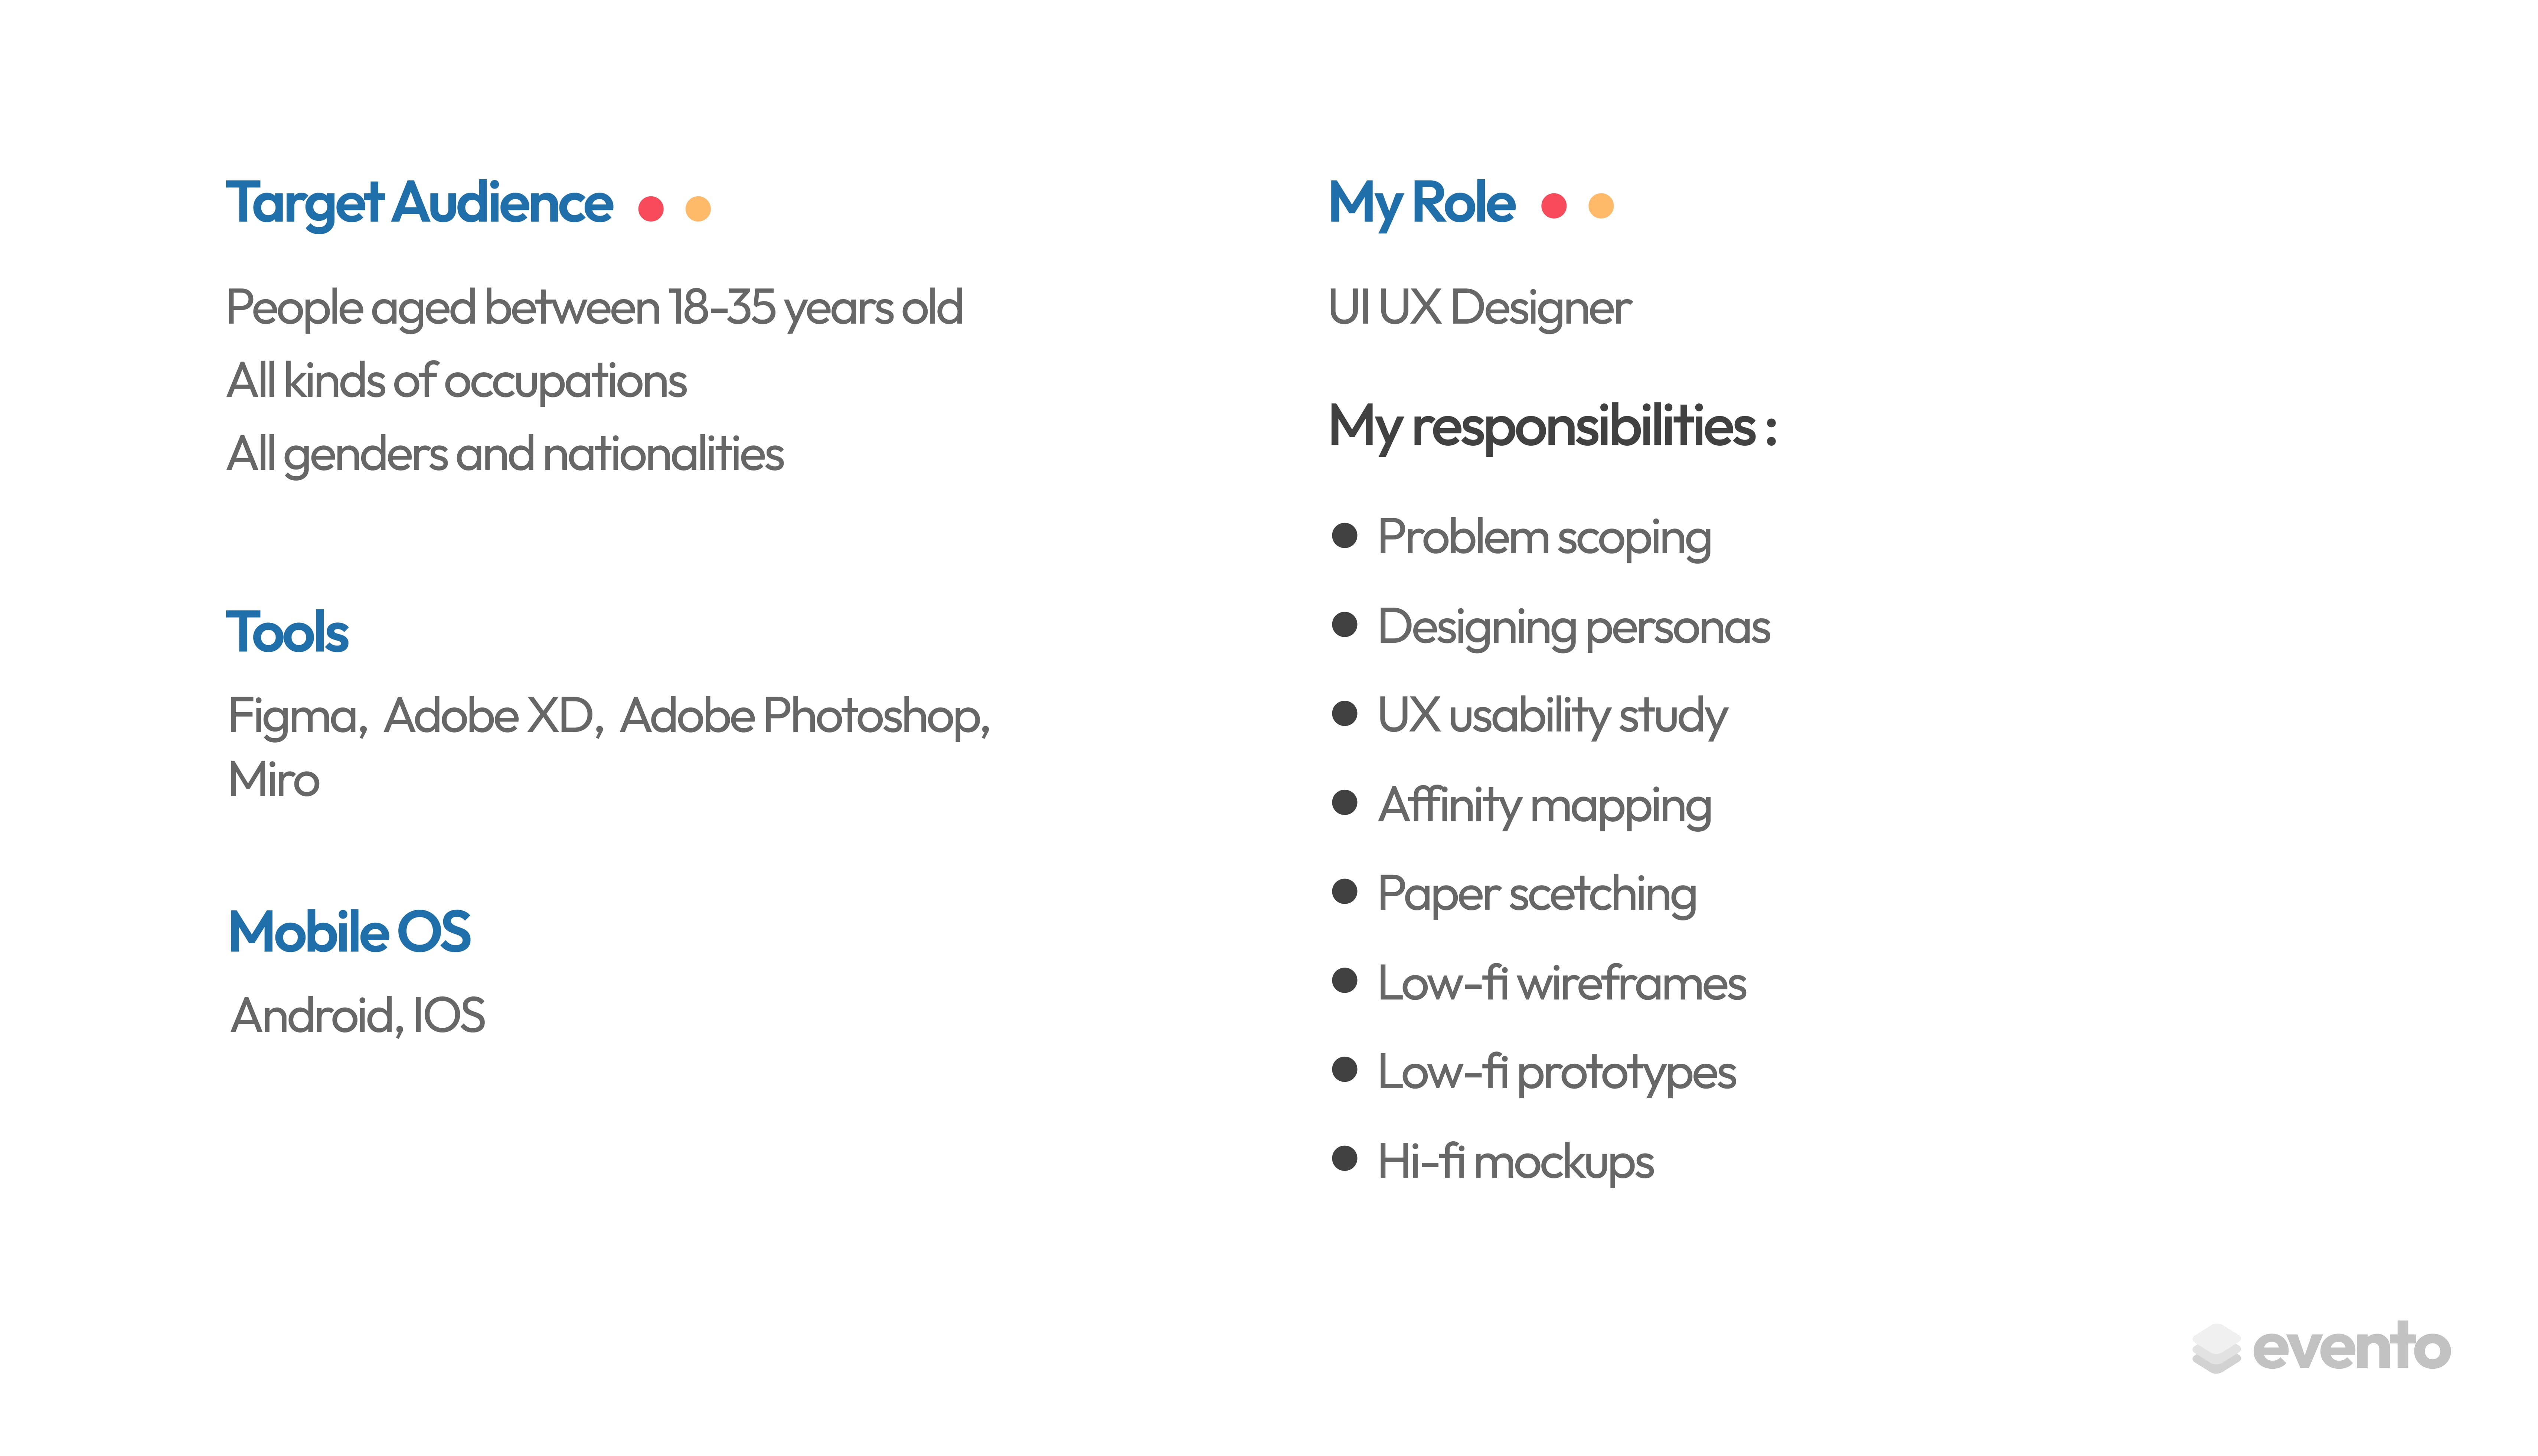 Target Audience
People aged between 18-35 years old
All kinds of occupations
All genders and nationalities
Tools
Figma, Adobe XD, Adobe Photoshop,
Miro
Mobile OS
Android, IOS
My Role
UI UX Designer
My responsibilities :
Problem scoping
Designing personas
UX usability study
Affinity mapping
Paper scetching
Low-fi wireframes
Low-fi prototypes
Hi-fi mockups
evento